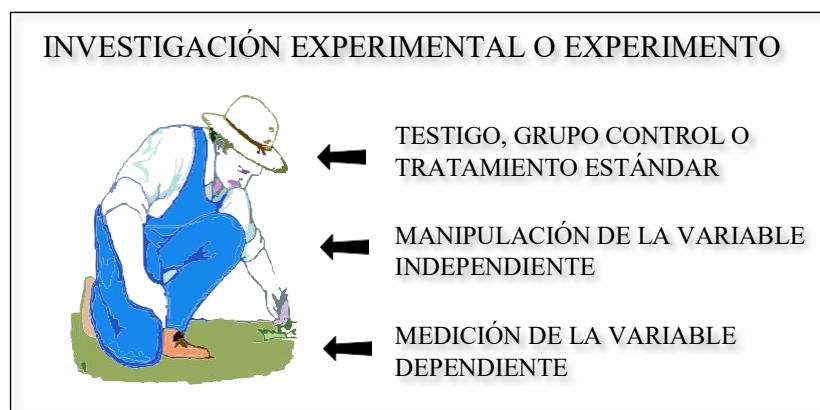 INVESTIGACIÓN EXPERIMENTAL O EXPERIMENTO
TESTIGO, GRUPO CONTROL O
TRATAMIENTO ESTÁNDAR
MANIPULACIÓN DE LA VARIABLE
INDEPENDIENTE
MEDICIÓN DE LA VARIABLE
DEPENDIENTE